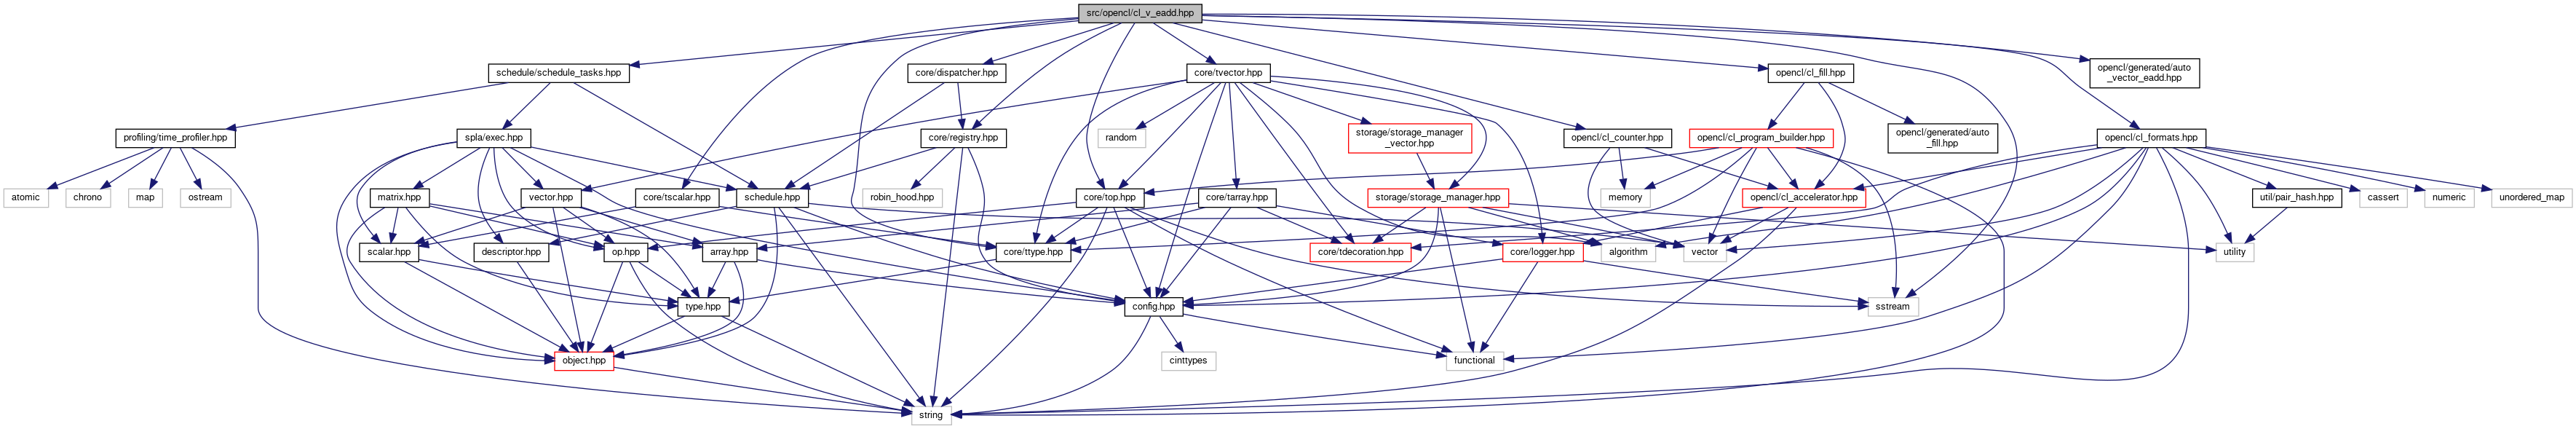 src/opencl/cl_v_eadd.hpp
schedule/schedule_tasks.hpp
core/dispatcher.hpp
core/tvector.hpp
opencl/cl_fill.hpp
opencl/generated/auto
_vector_eadd.hpp
profiling/time_profiler.hpp
spla/exec.hpp
core/registry.hpp
random
storage/storage_manager
_vector.hpp
opencl/cl_counter.hpp
opencl/cl_program_builder.hpp
opencl/generated/auto
_fill.hpp
opencl/cl_formats.hpp
atomic
chrono
map
ostream
matrix.hpp
vector.hpp
core/tscalar.hpp
schedule.hpp
robin_hood.hpp
core/top.hpp
core/tarray.hpp
storage/storage_manager.hpp
memory
opencl/cl_accelerator.hpp
util/pair_hash.hpp
cassert
numeric
unordered_map
scalar.hpp
descriptor.hpp
op.hpp
array.hpp
core/ttype.hpp
core/tdecoration.hpp
core/logger.hpp
algorithm
vector
utility
type.hpp
config.hpp
sstream
object.hpp
cinttypes
functional
string